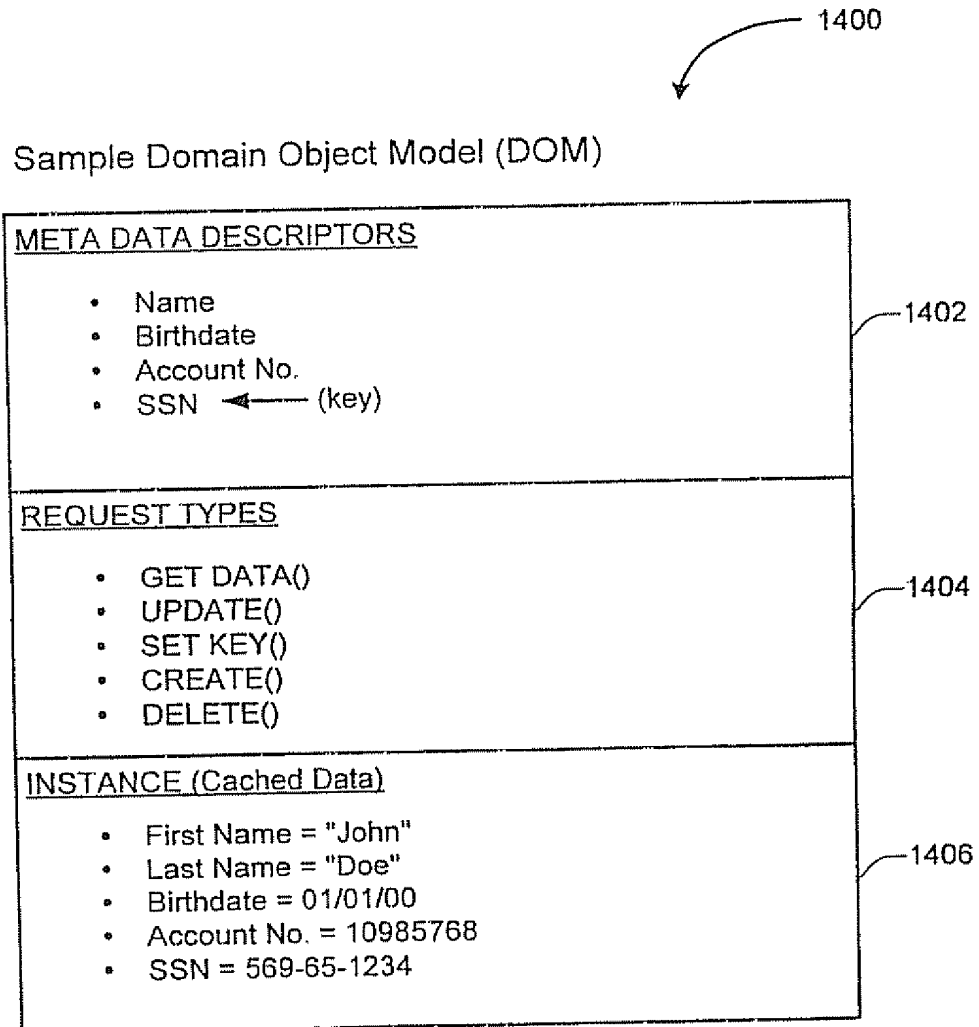 1400
Sample Domain Object Model (DOM)
META DATA DESCRIPTORS
• Name
• Birthdate
• Account No.
• SSN (key)
1402
REQUEST TYPES
• GET DATA()
• UPDATE()
• SET KEY()
• CREATE()
• DELETE()
1404
INSTANCE (Cached Data)
• First Name = "John"
• Last Name = "Doe"
• Birthdate = 01/01/00
• Account No. = 10985768
• SSN = 569-65-1234
1406